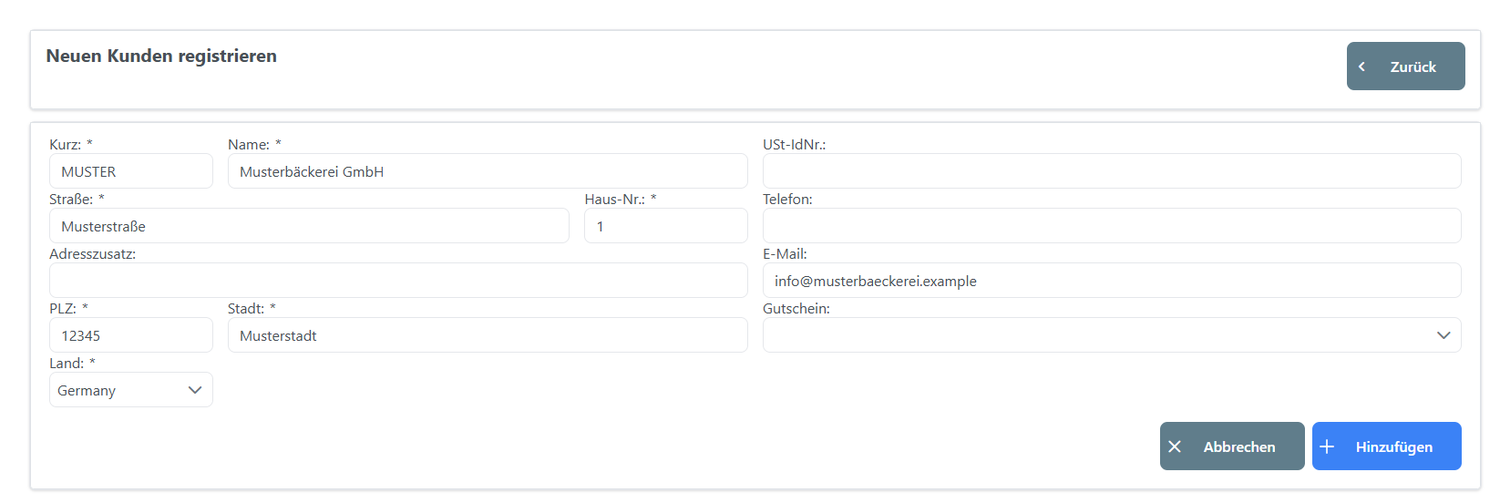 Neuen Kunden registrieren
Zurück
Kurz: *
Name: *
USt-IdNr.:
MUSTER
Musterbäckerei GmbH
Straße: *
Haus-Nr.: *
Telefon:
Musterstraße
1
Adresszusatz:
E-Mail:
info@musterbaeckerei.example
PLZ: *
Stadt: *
Gutschein:
12345
Musterstadt
Land: *
Germany
Abbrechen
Hinzufügen